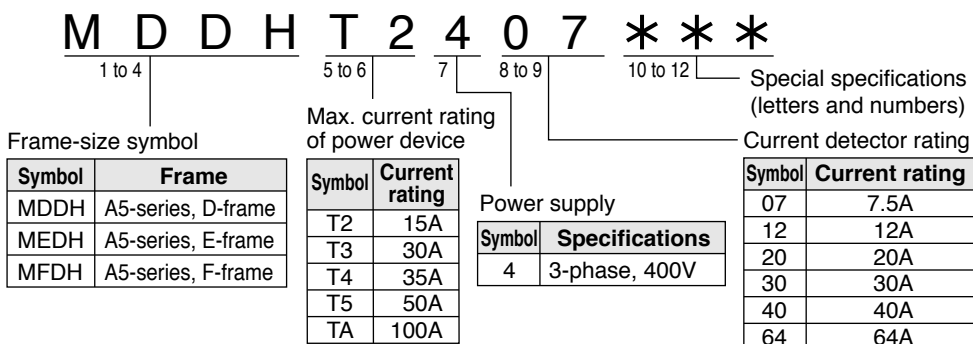 M D D H T 2 4 0 7 * * *
1 to 4 5 to 6 7 8 to 9 10 to 12
Special specifications
(letters and numbers)
Frame-size symbol
Symbol Frame
MDDH A5-series, D-frame
MEDH A5-series, E-frame
MFDH A5-series, F-frame
Max. current rating
of power device
Symbol Current
rating
T2 15A
T3 30A
T4 35A
T5 50A
TA 100A
Power supply
Symbol Specifications
4 3-phase, 400V
Current detector rating
Symbol Current rating
07 7.5A
12 12A
20 20A
30 30A
40 40A
64 64A